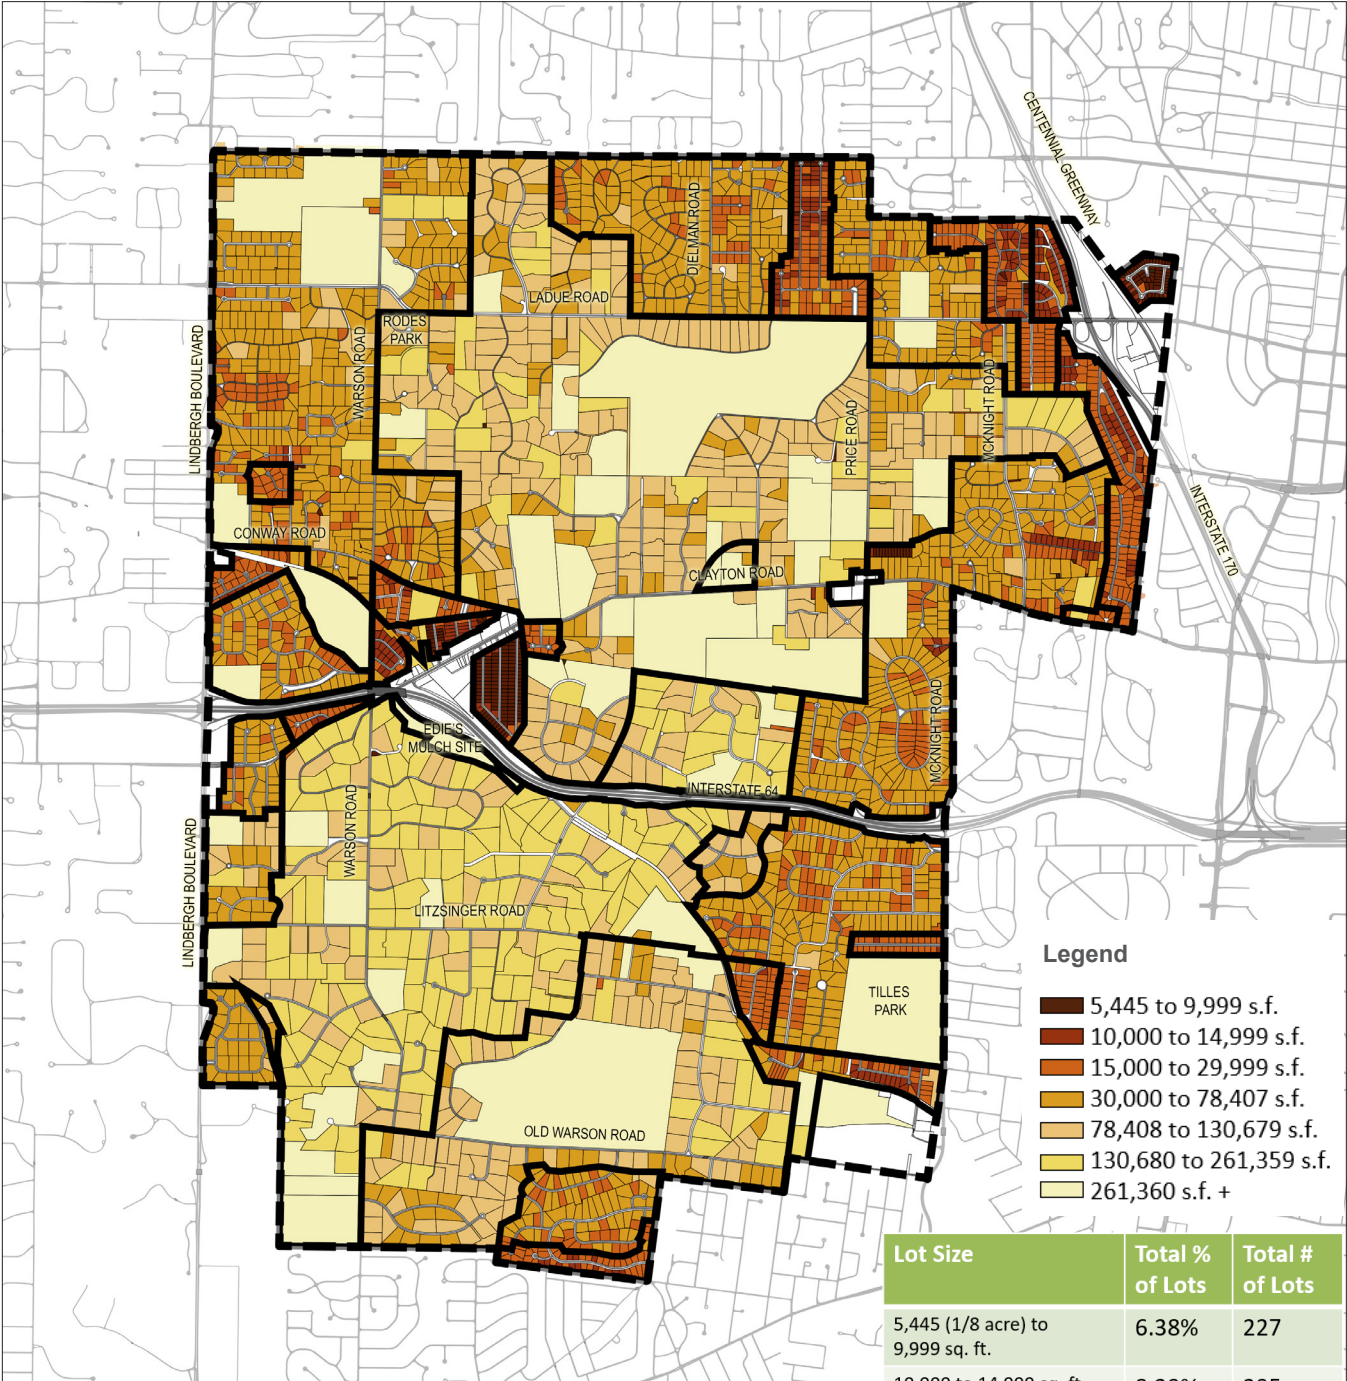 CENTENNIAL GREENWAY
DIELMAN ROAD
LADUE ROAD
RODES
PARK
LINDBERGH BOULEVARD
WARSON ROAD
PRICE ROAD
MCKNIGHT ROAD
INTERSTATE 170
CONWAY ROAD
CLAYTON ROAD
MCKNIGHT ROAD
EDIE'S
MULCH SITE
INTERSTATE 64
WARSON ROAD
LINDBERGH BOULEVARD
LITZSINGER ROAD
TILLES
PARK
OLD WARSON ROAD
Legend
5,445 to 9,999 s.f.
10,000 to 14,999 s.f.
15,000 to 29,999 s.f.
30,000 to 78,407 s.f.
78,408 to 130,679 s.f.
130,680 to 261,359 s.f.
261,360 s.f. +
Lot Size Total % Total #
of Lots of Lots
5,445 (1/8 acre) to 6.38% 227
9,999 sq. ft.